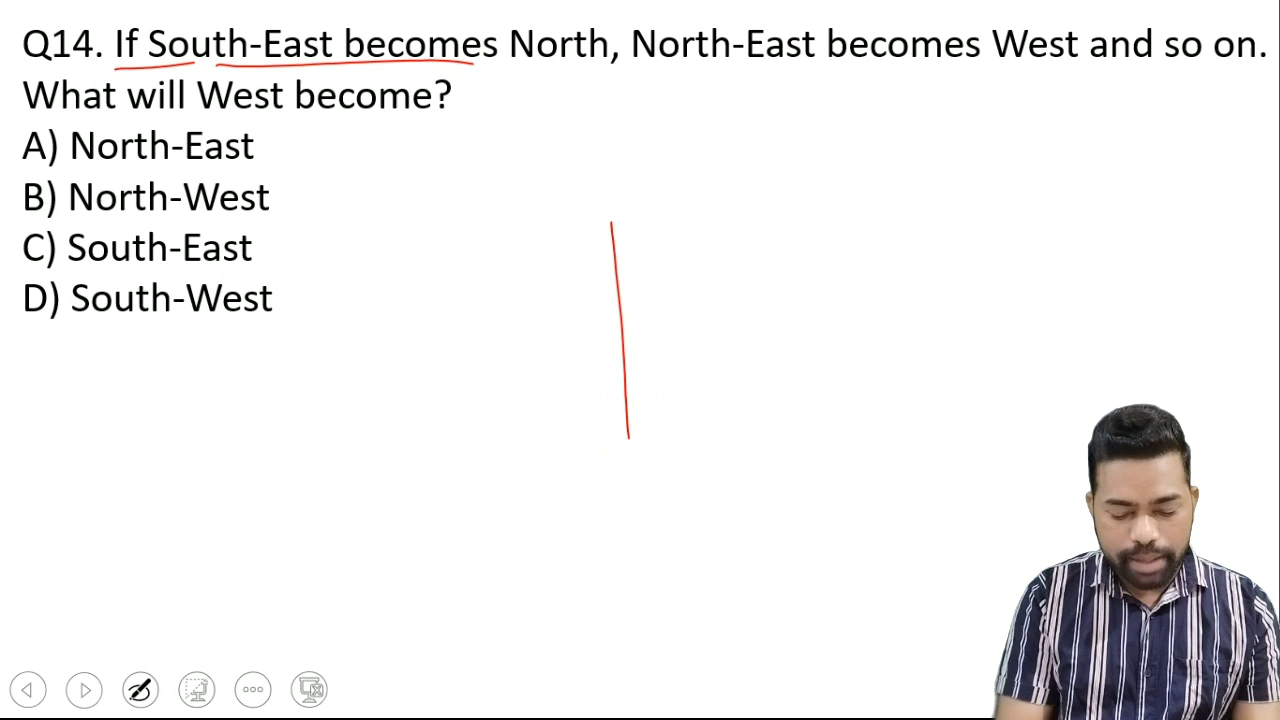 Q14. If South-East becomes North, North-East becomes West and so on.
What will West become?
A) North-East
B) North-West
C) South-East
D) South-West